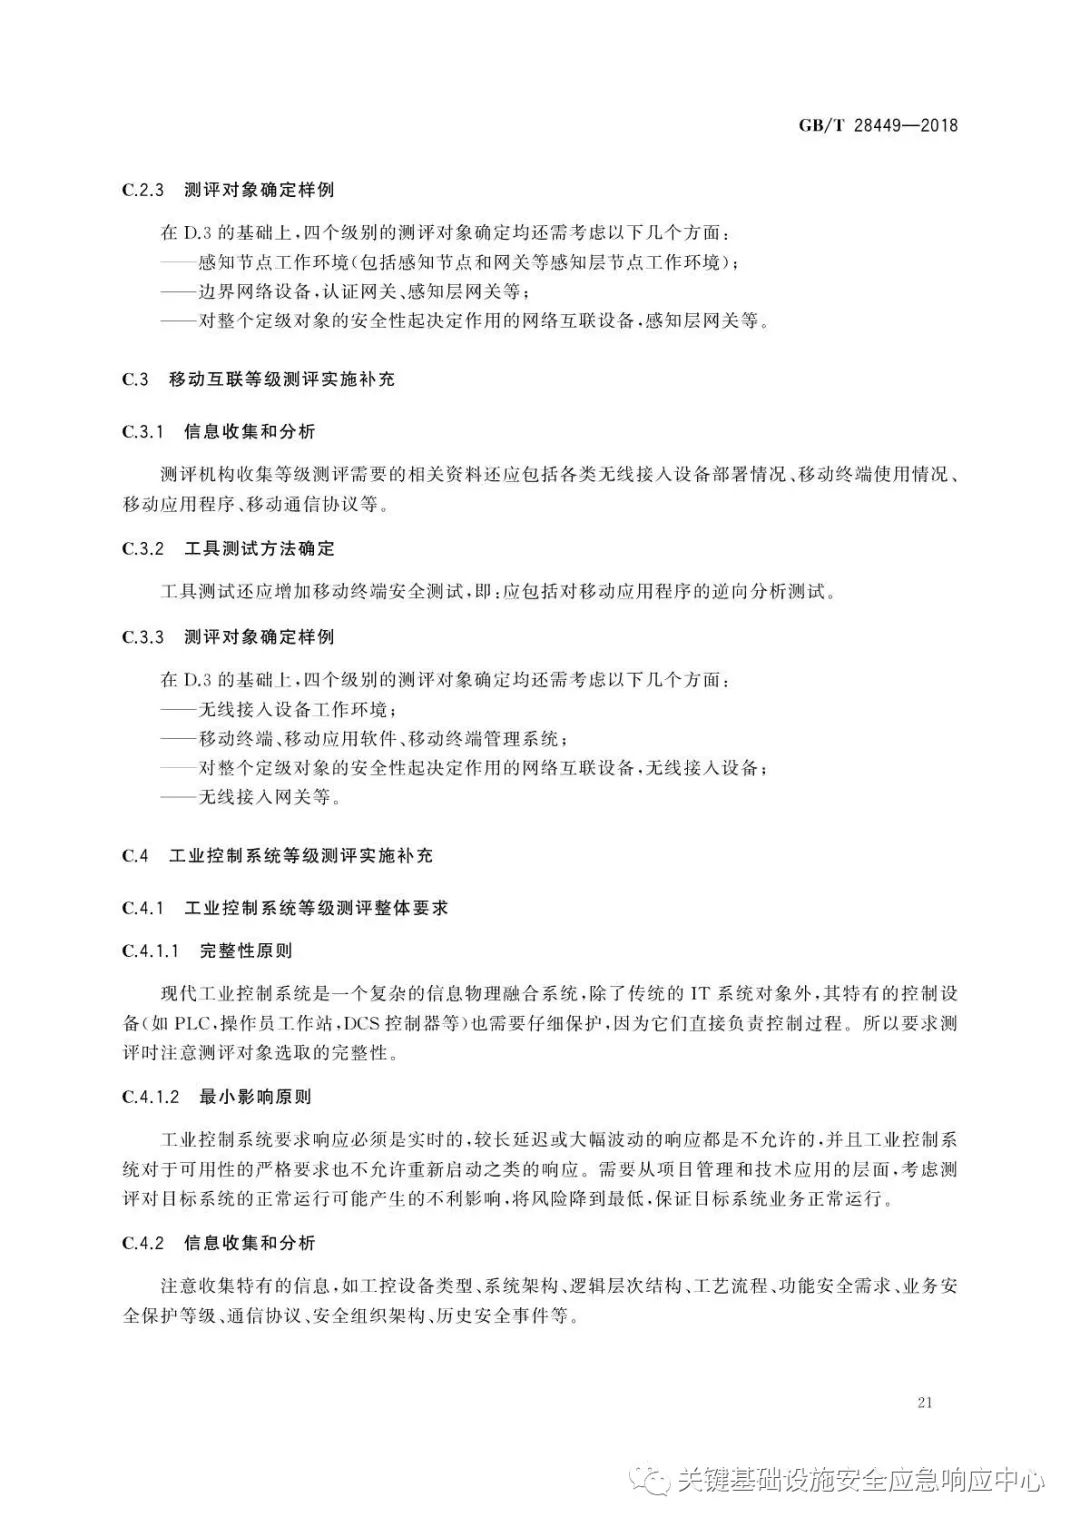 GB/T 28449—2018
C.2.3 测评对象确定样例
在 D.3 的基础上,四个级别的测评对象确定均还需考虑以下几个方面:
——感知节点工作环境(包括感知节点和网关等感知层节点工作环境);
——边界网络设备,认证网关、感知层网关等;
——对整个定级对象的安全性起决定作用的网络互联设备,感知层网关等。
C.3 移动互联等级测评实施补充
C.3.1 信息收集和分析
测评机构收集等级测评需要的相关资料还应包括各类无线接入设备部署情况、移动终端使用情况、
移动应用程序、移动通信协议等。
C.3.2 工具测试方法确定
工具测试还应增加移动终端安全测试,即:应包括对移动应用程序的逆向分析测试。
C.3.3 测评对象确定样例
在 D.3 的基础上,四个级别的测评对象确定均还需考虑以下几个方面:
——无线接入设备工作环境;
——移动终端、移动应用软件、移动终端管理系统;
——对整个定级对象的安全性起决定作用的网络互联设备,无线接入设备;
——无线接入网关等。
C.4 工业控制系统等级测评实施补充
C.4.1 工业控制系统等级测评整体要求
C.4.1.1 完整性原则
现代工业控制系统是一个复杂的信息物理融合系统,除了传统的 IT 系统对象外,其特有的控制设
备(如 PLC,操作员工作站,DCS 控制器等)也需要仔细保护,因为它们直接负责控制过程。所以要求测
评时注意测评对象选取的完整性。
C.4.1.2 最小影响原则
工业控制系统要求响应必须是实时的,较长延迟或大幅波动的响应都是不允许的,并且工业控制系
统对于可用性的严格要求也不允许重新启动之类的响应。需要从项目管理和技术应用的层面,考虑测
评对目标系统的正常运行可能产生的不利影响,将风险降到最低,保证目标系统业务正常运行。
C.4.2 信息收集和分析
注意收集特有的信息,如工控设备类型、系统架构、逻辑层次结构、工艺流程、功能安全需求、业务安
全保护等级、通信协议、安全组织架构、历史安全事件等。
21
关键基础设施安全应急响应中心